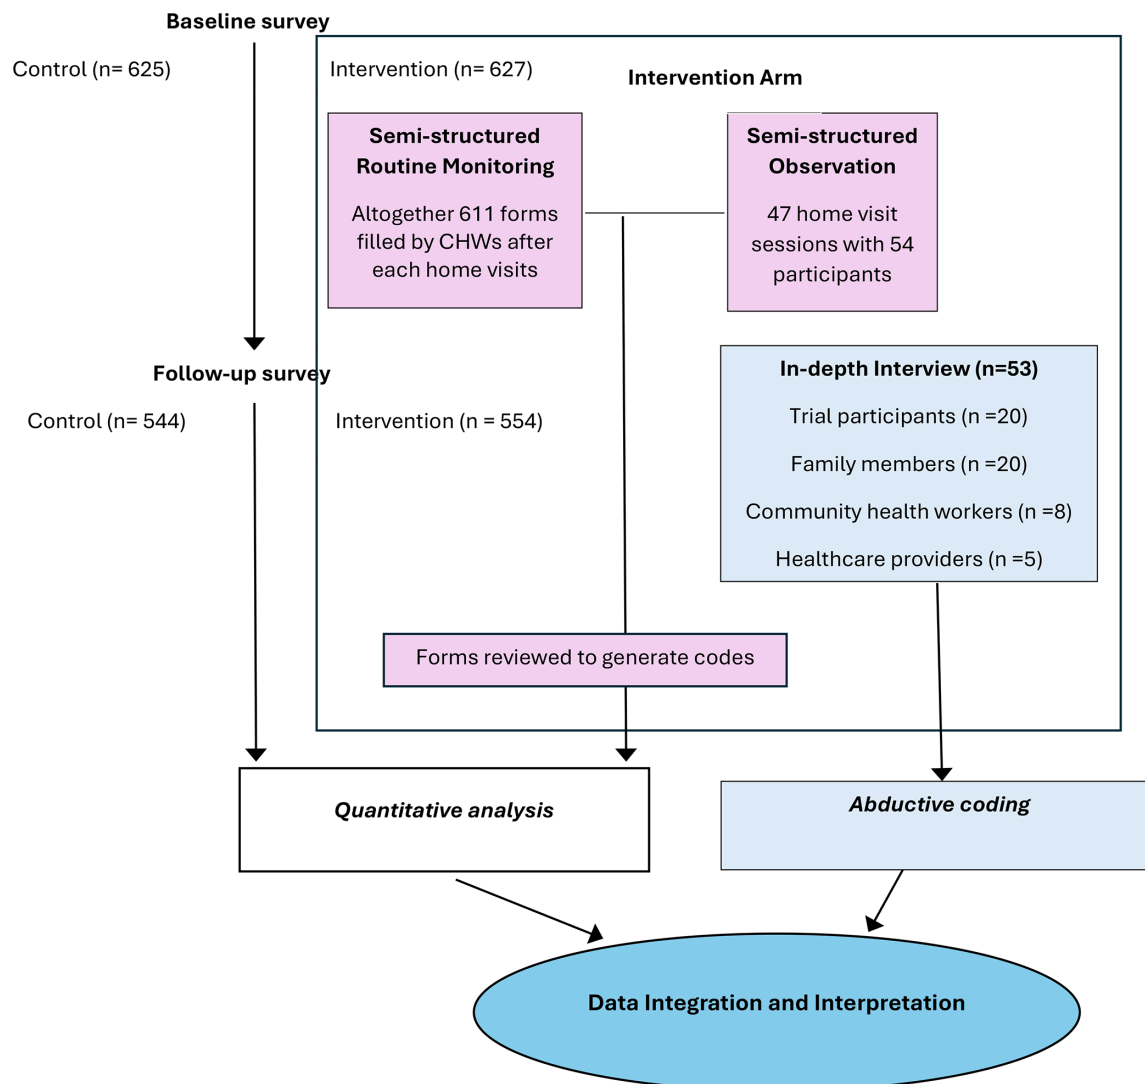 Baseline survey
Control (n= 625)
Intervention (n= 627)
Intervention Arm
Semi-structured
Routine Monitoring
Altogether 611 forms
filled by CHWs after
each home visits
Semi-structured
Observation
47 home visit
sessions with 54
participants
Follow-up survey
Control (n= 544)
Intervention (n = 554)
In-depth Interview (n=53)
Trial participants (n =20)
Family members (n =20)
Community health workers (n =8)
Healthcare providers (n =5)
Forms reviewed to generate codes
Quantitative analysis
Abductive coding
Data Integration and Interpretation